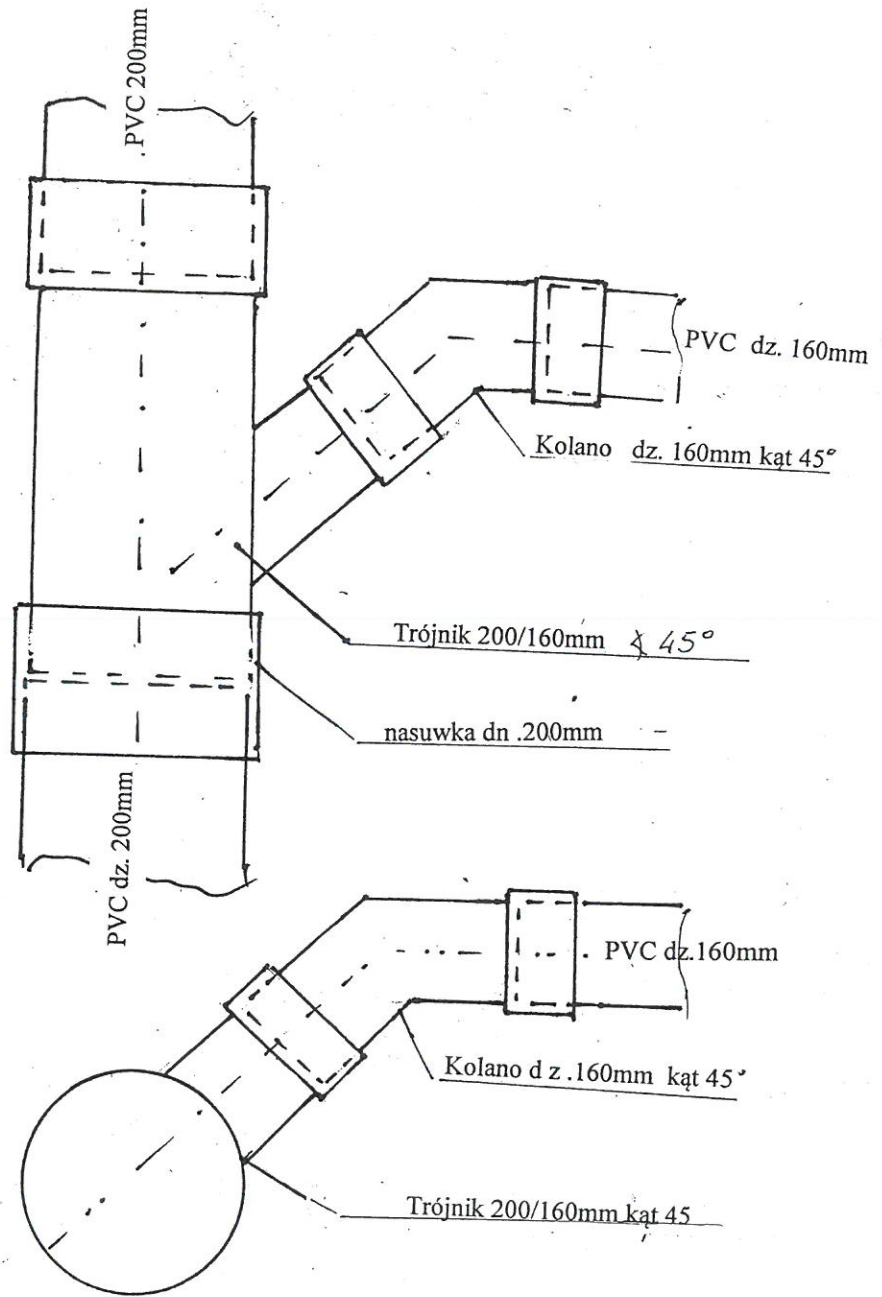 .PVC 200mm
PVC dz. 160mm
Kolano dz. 160mm kąt 45°
Trójnik 200/160mm ∡ 45°
nasuwka dn .200mm -
PVC dz. 200mm
PVC dz.160mm
Kolano d z .160mm kąt 45°
Trójnik 200/160mm kąt 45